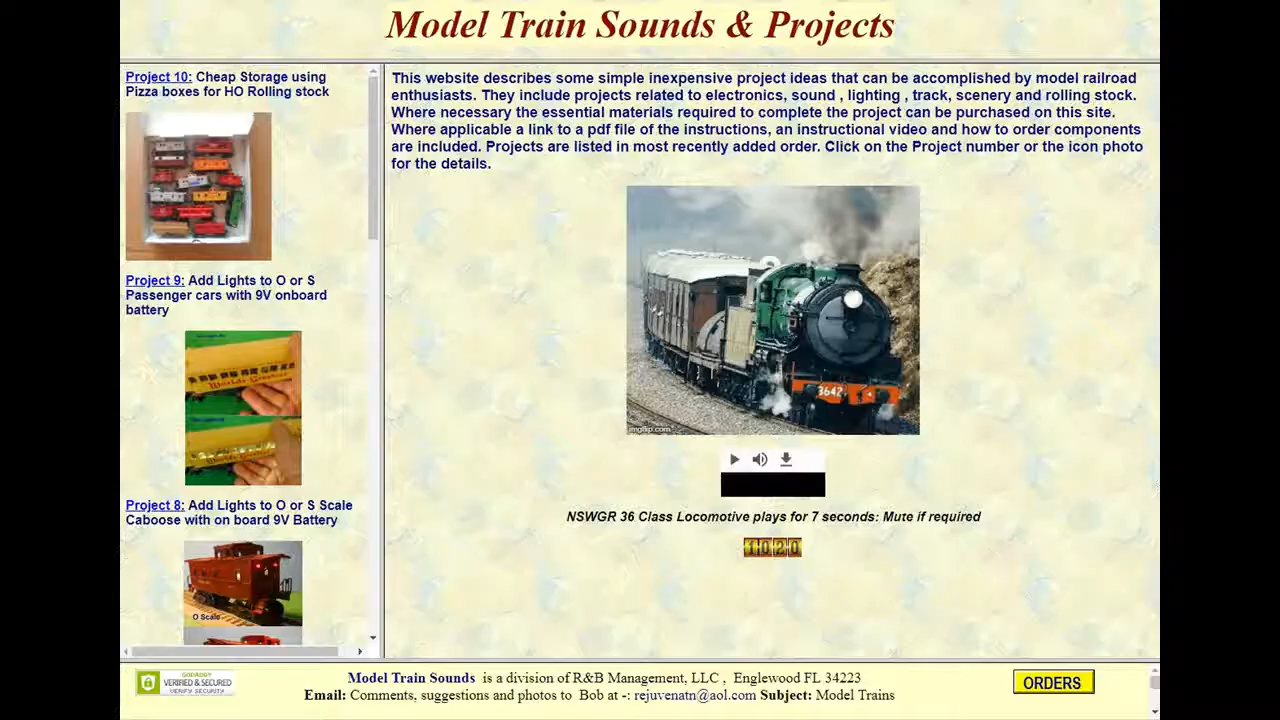 Model Train Sounds & Projects
Project 10: Cheap Storage using
Pizza boxes for HO Rolling stock
Project 9: Add Lights to O or S
Passenger cars with 9V onboard
battery
Worlds Greatest
Project 8: Add Lights to O or S Scale
Caboose with on board 9V Battery
O Scale
This website describes some simple inexpensive project ideas that can be accomplished by model railroad
enthusiasts. They include projects related to electronics, sound , lighting , track, scenery and rolling stock.
Where necessary the essential materials required to complete the project can be purchased on this site.
Where applicable a link to a pdf file of the instructions, an instructional video and how to order components
are included. Projects are listed in most recently added order. Click on the Project number or the icon photo
for the details.
3642
imgflip.com
NSWGR 36 Class Locomotive plays for 7 seconds: Mute if required
1020
GODADDY
VERIFIED & SECURED
VERIFY SECURITY
Model Train Sounds is a division of R&B Management, LLC , Englewood FL 34223
Email: Comments, suggestions and photos to Bob at -: rejuvenatn@aol.com Subject: Model Trains
ORDERS